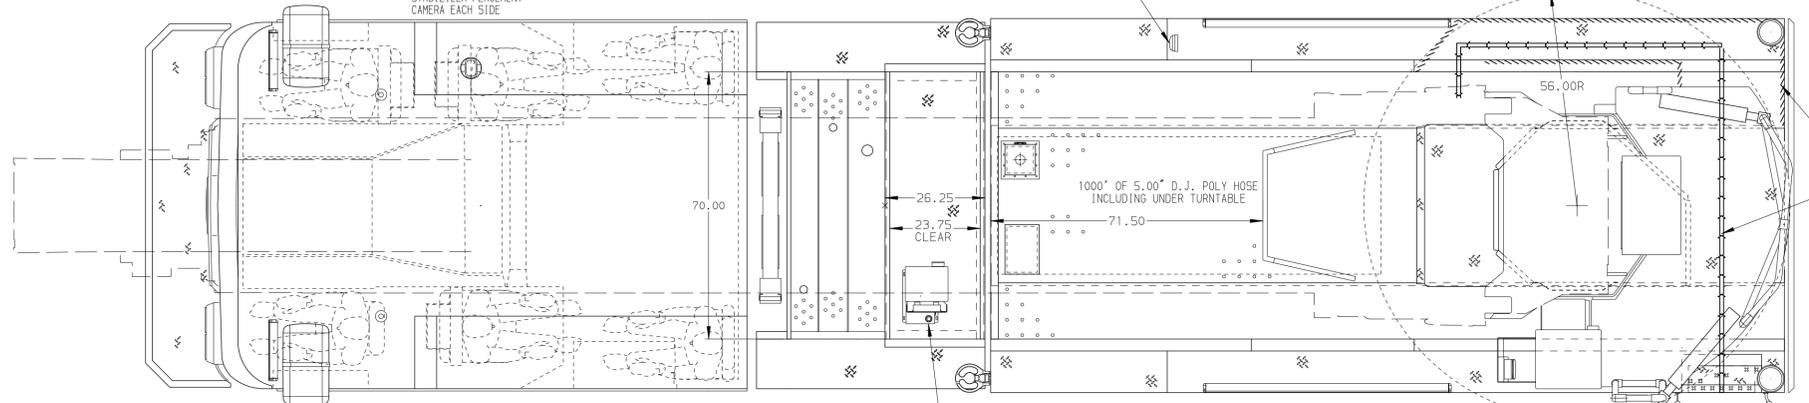 CAMERA EACH SIDE
56.00R
1000' OF 5.00" D.J. POLY HOSE
INCLUDING UNDER TURNTABLE
70.00
26.25
71.50
23.75
CLEAR